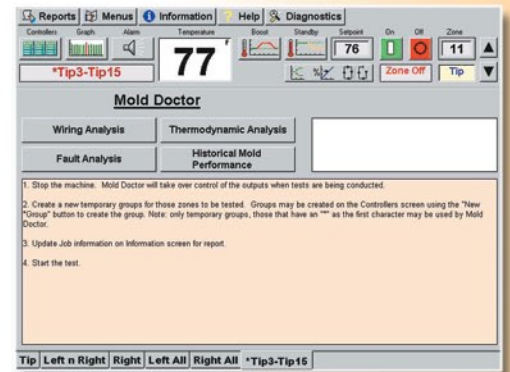 Reports Menus Information Help Diagnostics
Controllers Graph Alarm Temperature Boost Standby Setpoint On Off Zone
77 76 11
*Tip3-Tip15 Zone Off Tip
Mold Doctor
Wiring Analysis Thermodynamic Analysis
Fault Analysis Historical Mold
Performance
1. Stop the machine. Mold Doctor will take over control of the outputs when tests are being conducted.
2. Create a new temporary groups for those zones to be tested. Groups may be created on the Controllers screen using the "New
"Group" button to create the group. Note: only temporary groups, those that have an "*" as the first character may be used by Mold
Doctor.
3. Update Job information on Information screen for report.
4. Start the test.
Tip Left n Right Right Left All Right All *Tip3-Tip15